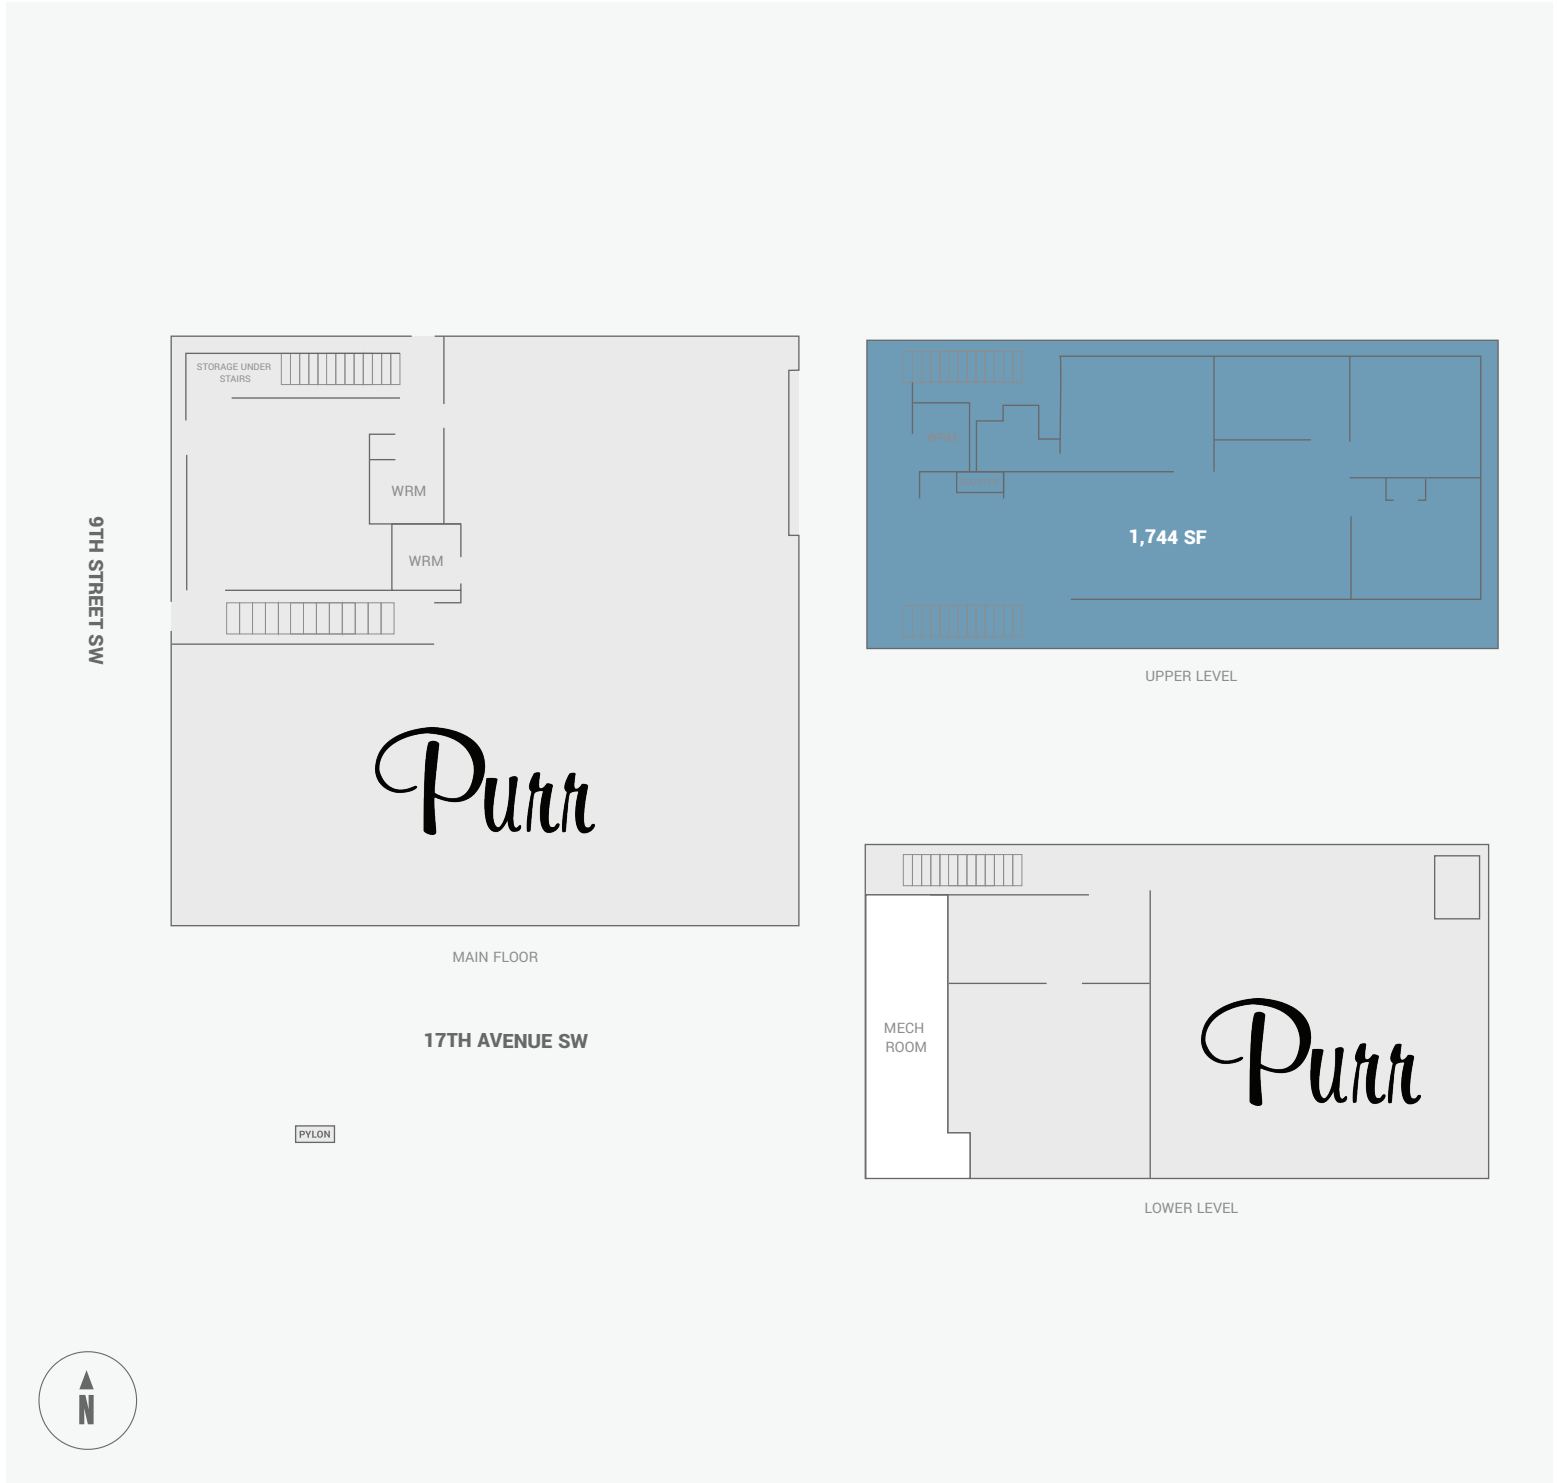 STORAGE UNDER
STAIRS
WRM
WRM
9TH STREET SW
Purr
MAIN FLOOR
17TH AVENUE SW
PYLON
1,744 SF
UPPER LEVEL
MECH
ROOM
Purr
LOWER LEVEL
N